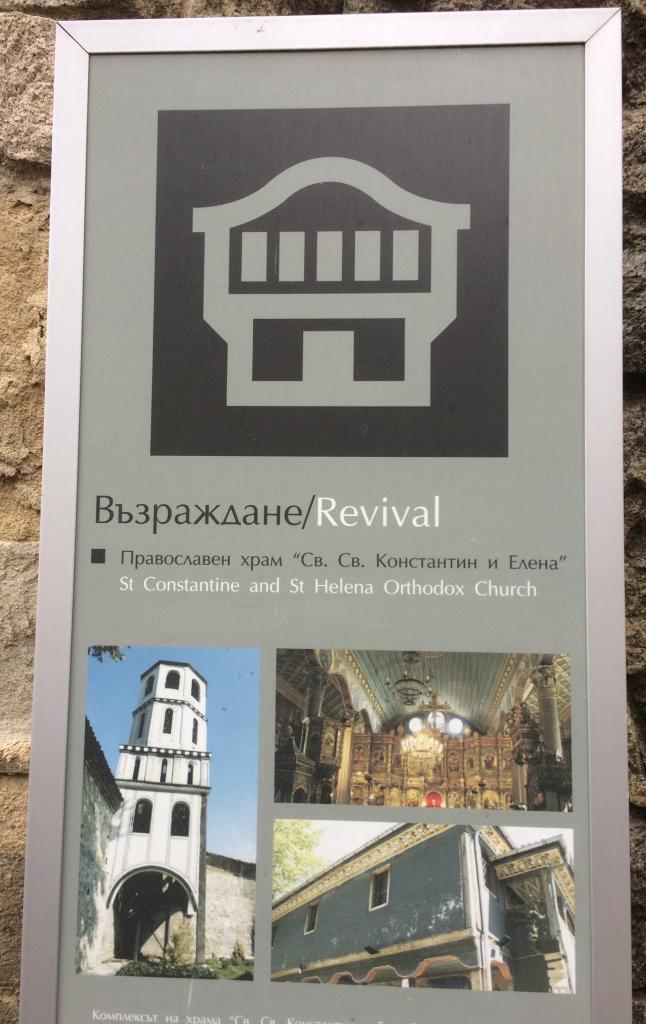 Възраждане/Revival
Православен храм "Св. Св. Константин и Елена"
St Constantine and St Helena Orthodox Church
Комплексът на храма "Св. Св.